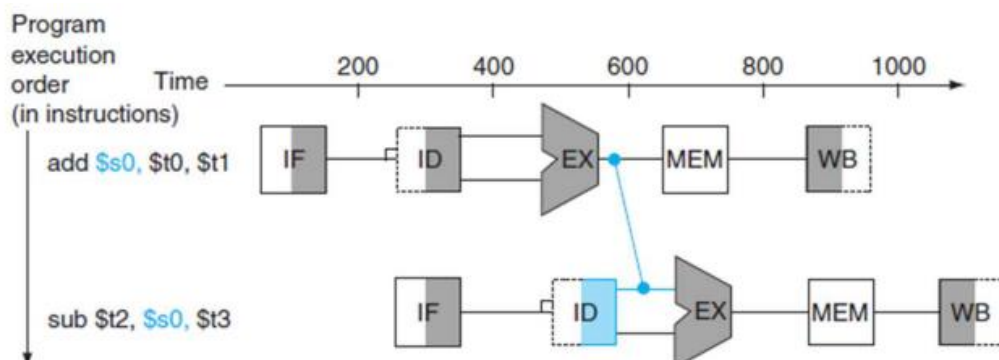 Program
execution
order
(in instructions)
Time
200 400 600 800 1000
add $s0, $t0, $t1
IF ID EX MEM WB
sub $t2, $s0, $t3
IF ID EX MEM WB